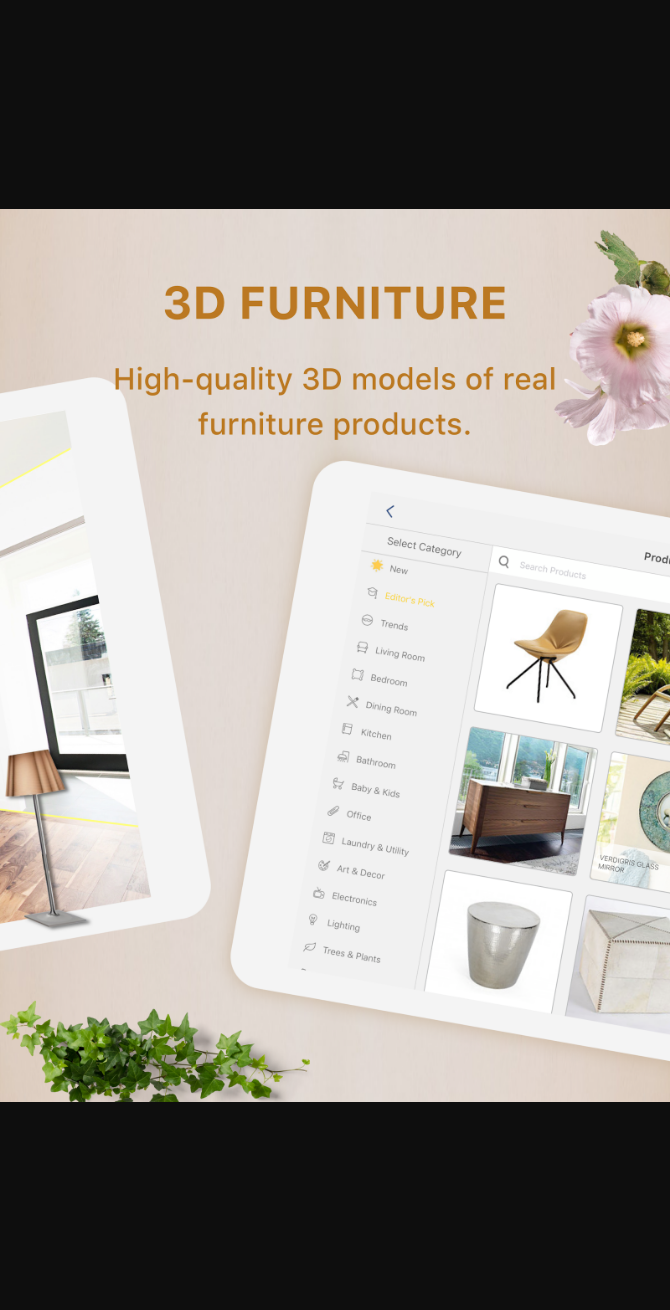 3D FURNITURE
High-quality 3D models of real
furniture products.
Select Category
Search Products
New
Editor's Pick
Trends
Living Room
Bedroom
Dining Room
Kitchen
Bathroom
Baby & Kids
Office
Laundry & Utility
Art & Decor
Electronics
Lighting
Trees & Plants
VERDIGRIS GLASS
MIRROR